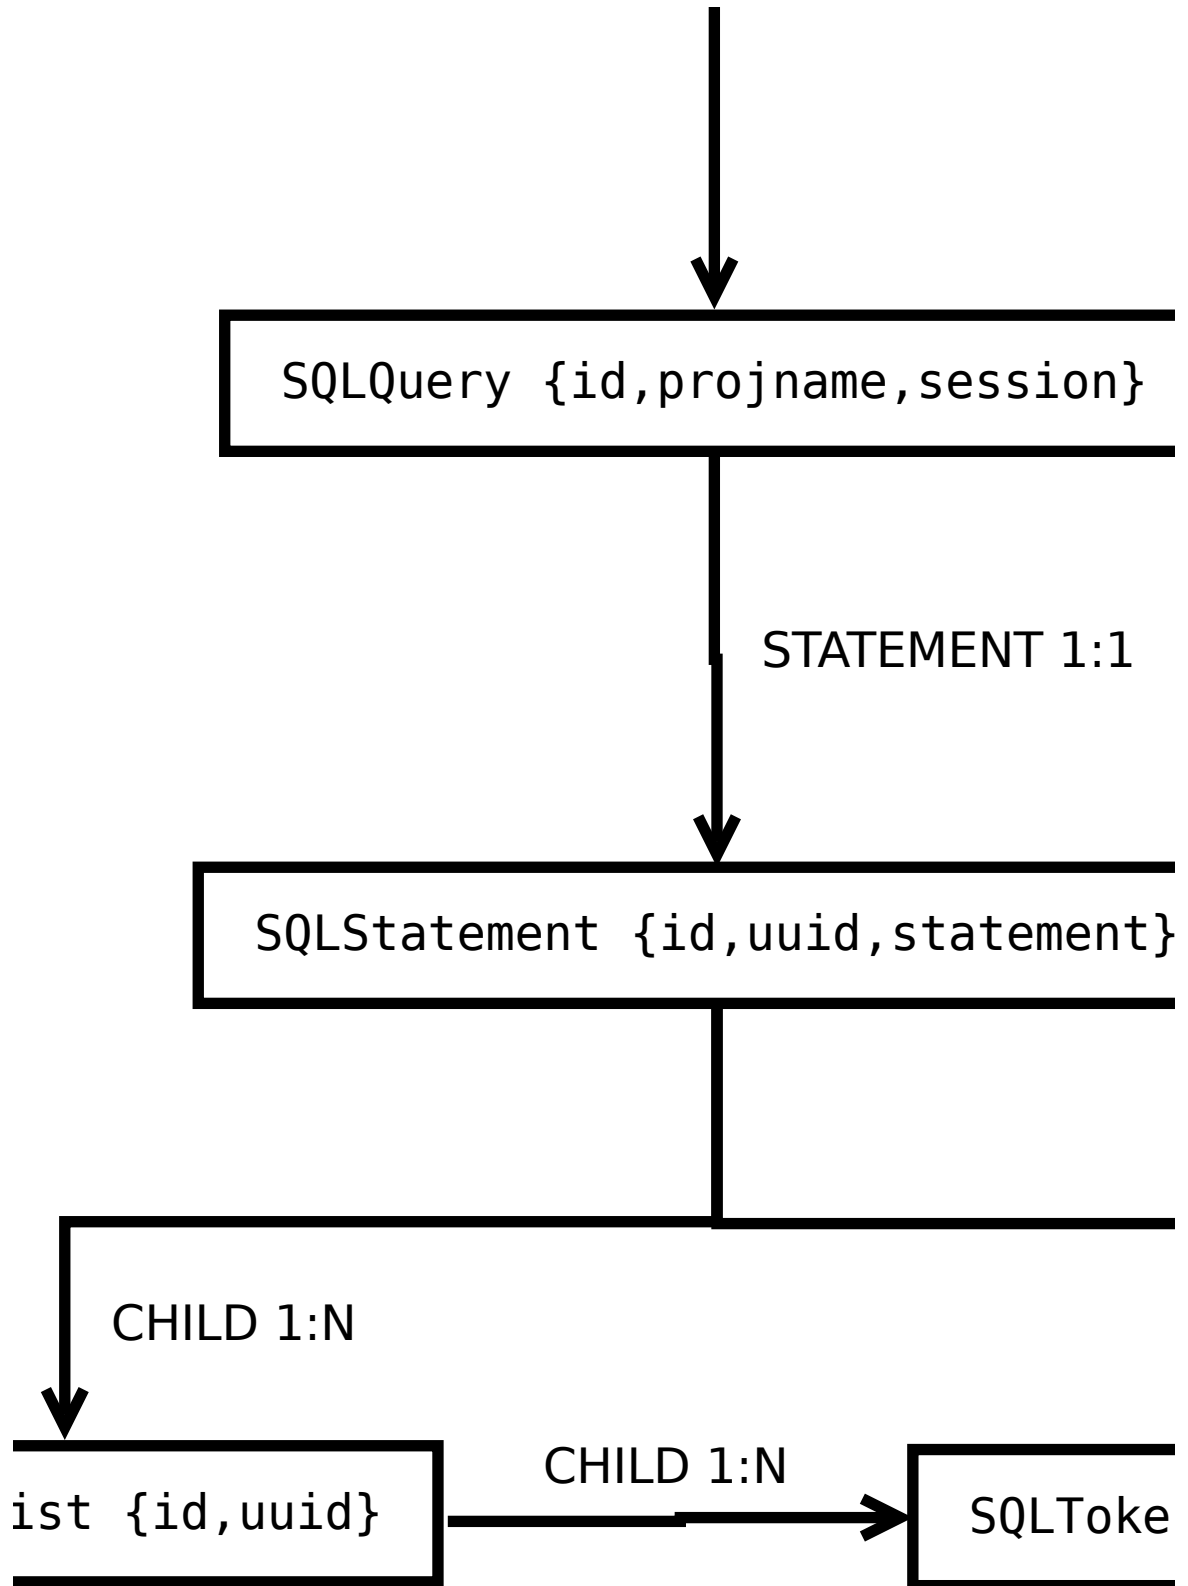 SQLQuery {id,projname,session}
STATEMENT 1:1
SQLStatement {id,uuid,statement}
CHILD 1:N
CHILD 1:N
ist {id,uuid}
SQLToke